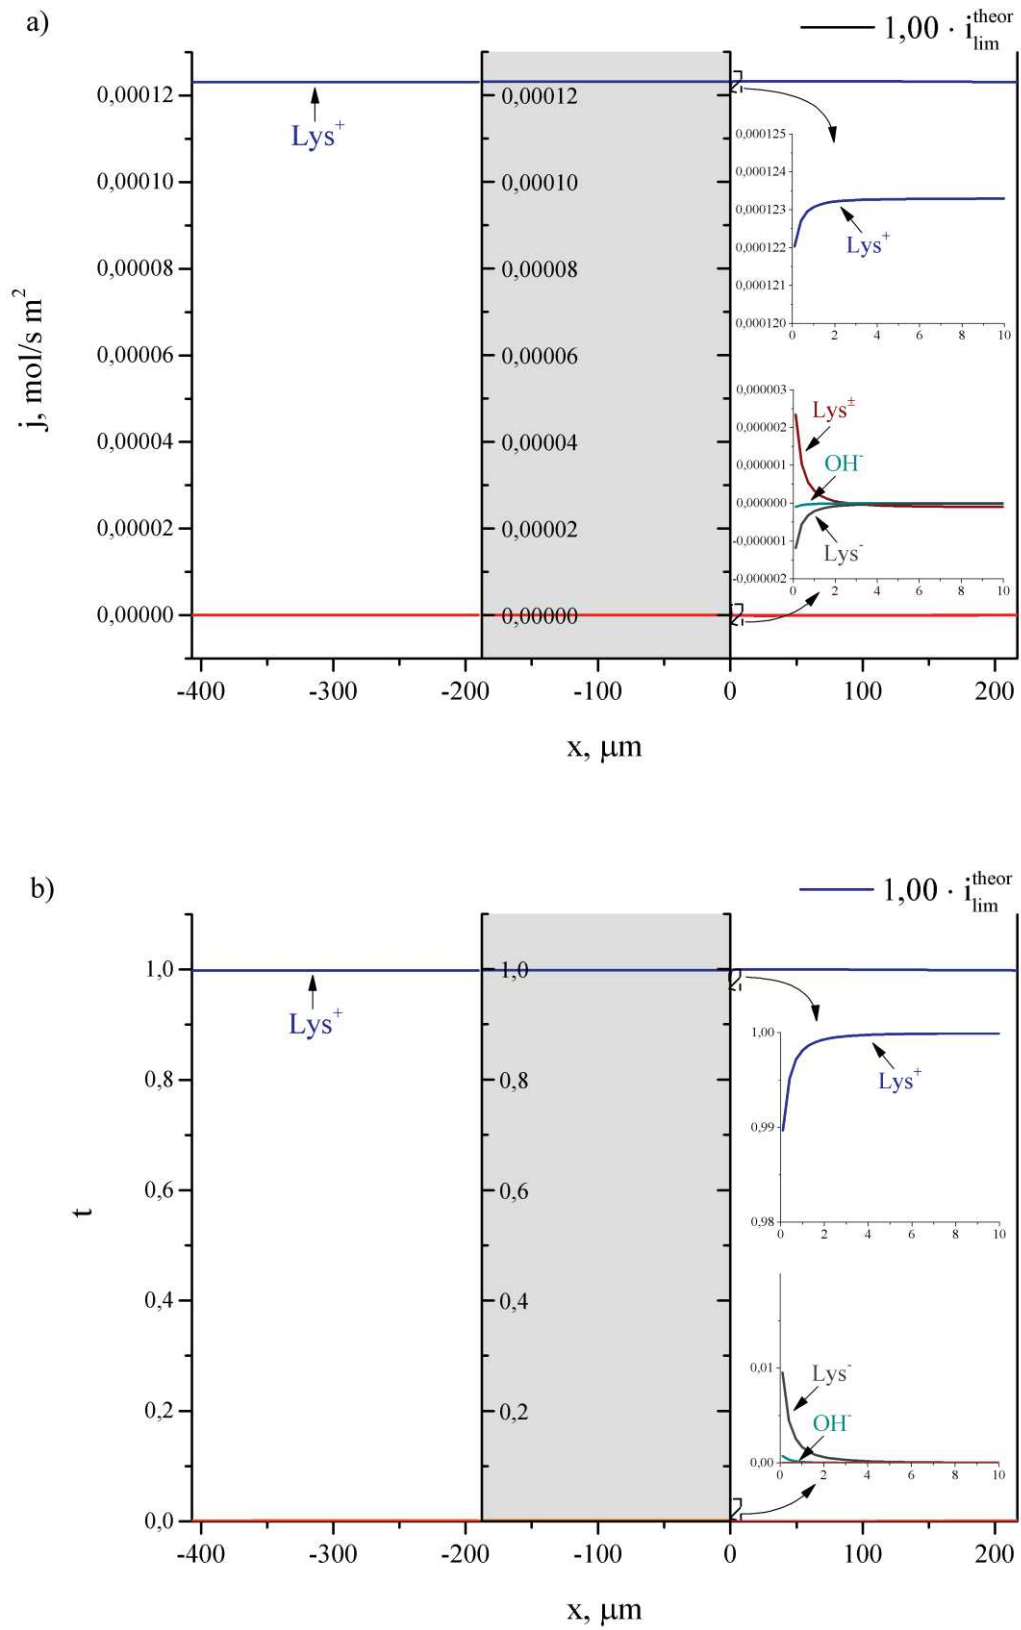 a)
1,00 · i theor lim
0,00012
0,00010
0,00008
0,00006
0,00004
0,00002
0,00000
j, mol/s m²
Lys⁺
0,00012
0,00010
0,00008
0,00006
0,00004
0,00002
0,00000
0,000125
0,000124
0,000123
0,000122
0,000121
0,000120
Lys⁺
0 2 4 6 8 10
0,000003
0,000002
0,000001
0,000000
-0,000001
-0,000002
Lys±
OH⁻
Lys⁻
0 2 4 6 8 10
-400 -300 -200 -100 0 100 200
x, μm
b)
1,00 · i theor lim
1,0
0,8
0,6
0,4
0,2
0,0
t
Lys⁺
1,0
0,8
0,6
0,4
0,2
1,00
0,99
0,98
Lys⁺
0 2 4 6 8 10
0,01
0,00
Lys⁻
OH⁻
0 2 4 6 8 10
-400 -300 -200 -100 0 100 200
x, μm